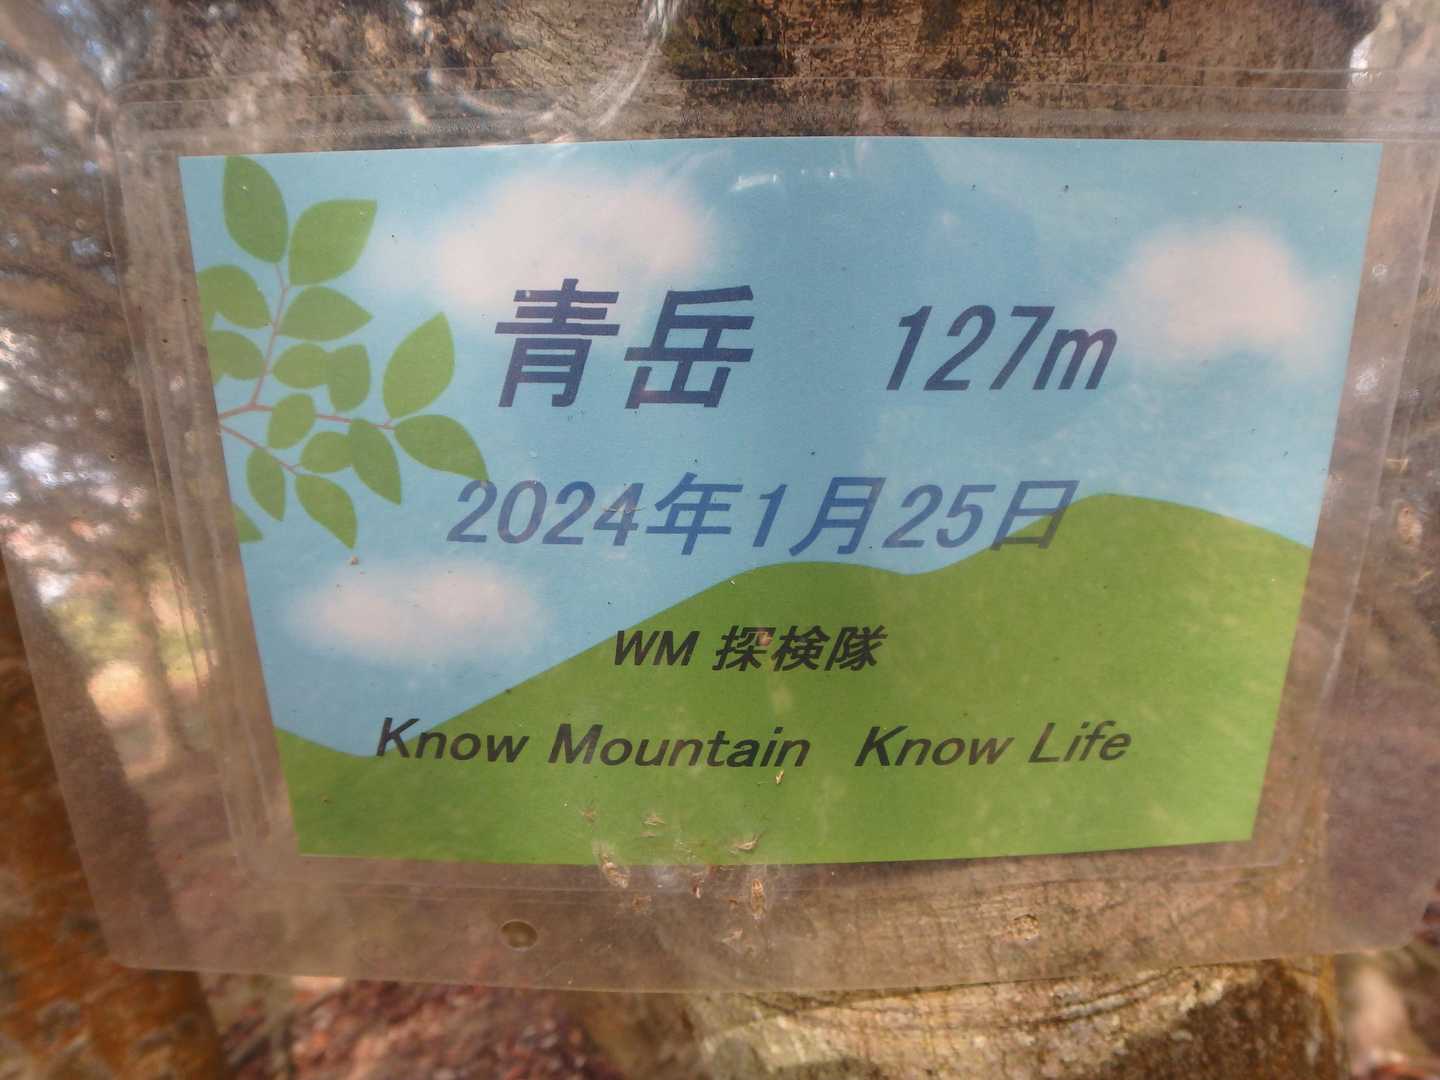 青岳　127m
2024年1月25日
WM 探検隊
Know Mountain　Know Life